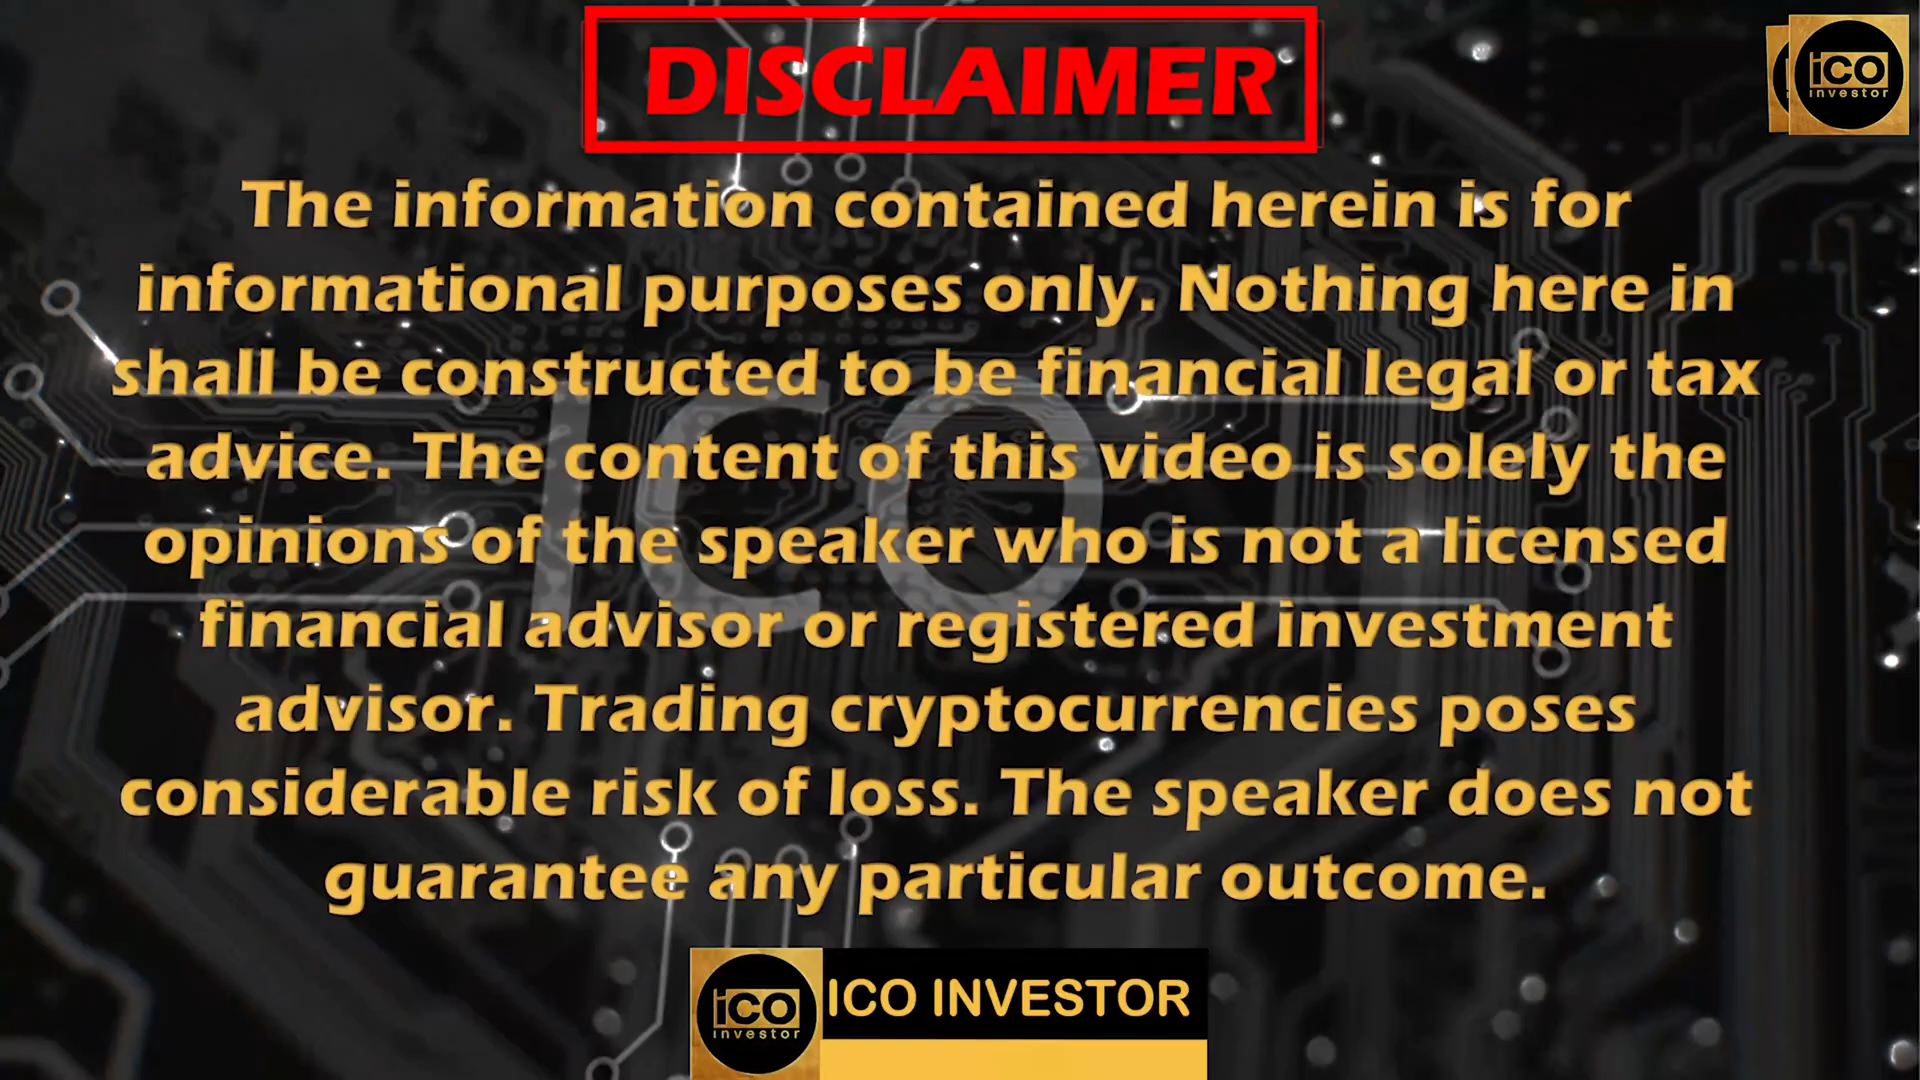 DISCLAIMER
iCO
investor
The information contained herein is for
informational purposes only. Nothing here in
shall be constructed to be financial legal or tax
advice. The content of this video is solely the
opinions of the speaker who is not a licensed
financial advisor or registered investment
advisor. Trading cryptocurrencies poses
considerable risk of loss. The speaker does not
guarantee any particular outcome.
ICO
iCO
investor
ICO INVESTOR